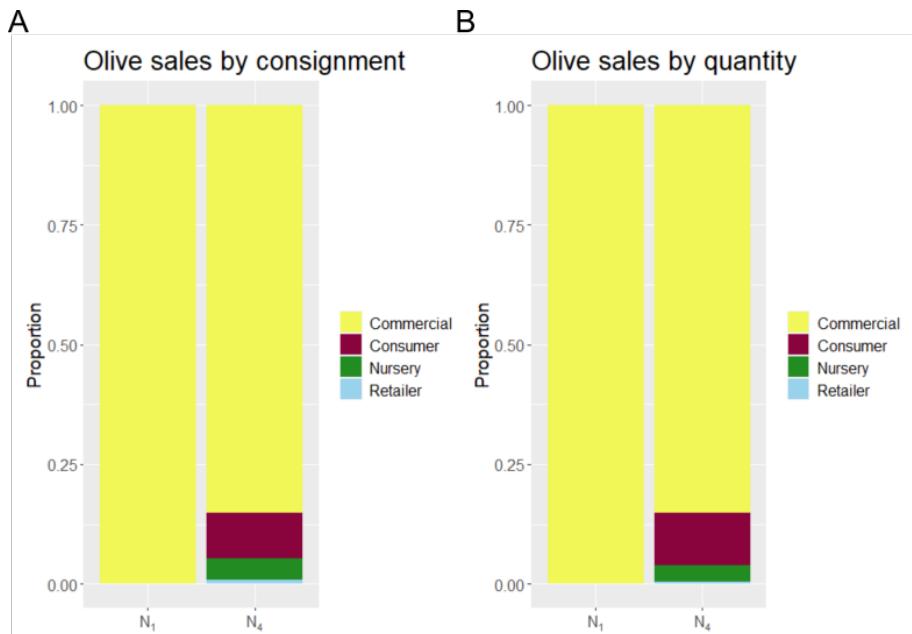 A
Olive sales by consignment
1.00
0.75
0.50
0.25
0.00
Proportion
N₁
N₄
Commercial
Consumer
Nursery
Retailer
B
Olive sales by quantity
1.00
0.75
0.50
0.25
0.00
Proportion
N₁
N₄
Commercial
Consumer
Nursery
Retailer